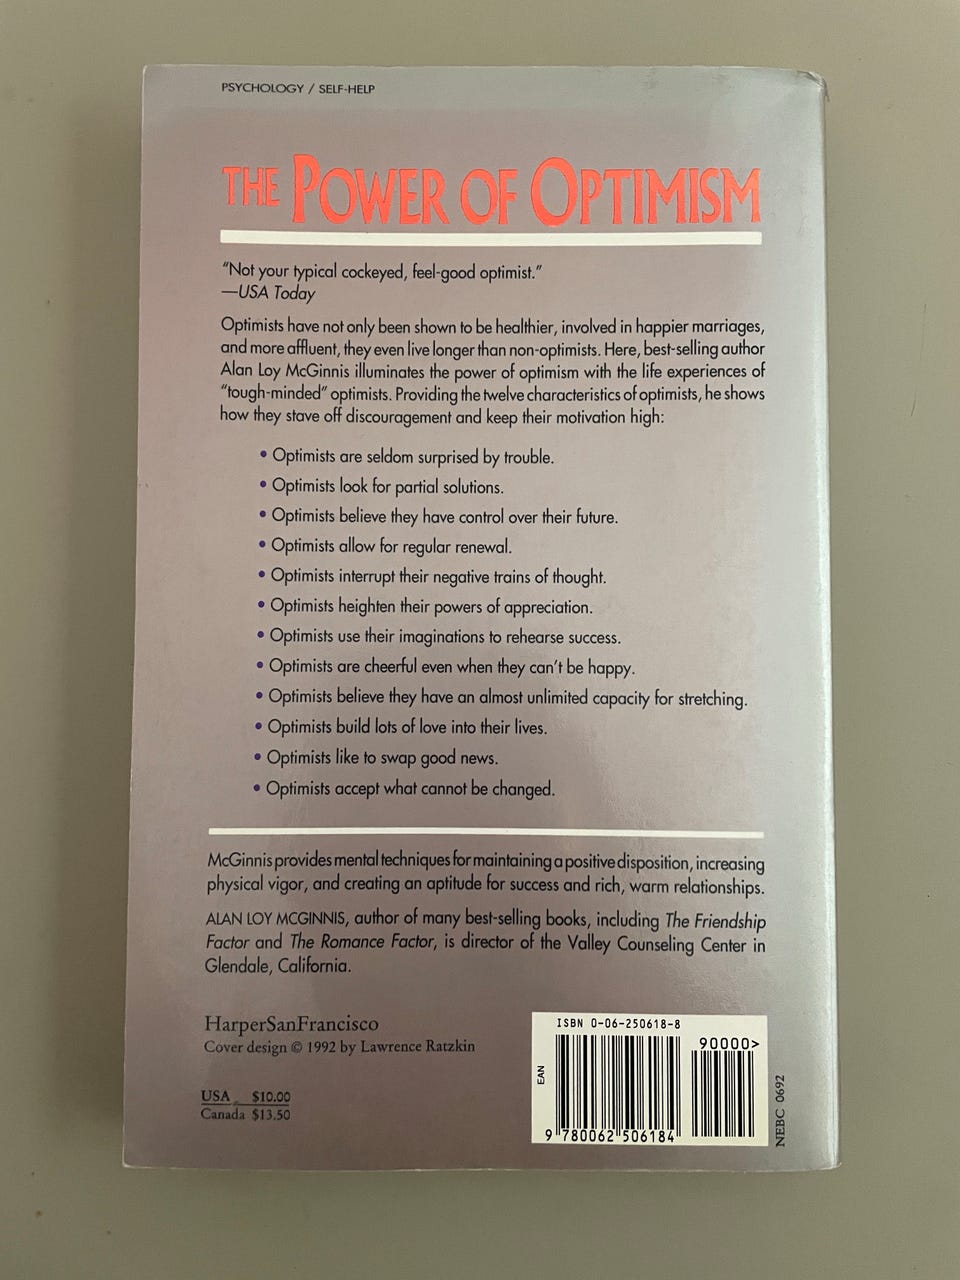 PSYCHOLOGY / SELF-HELP
THE POWER OF OPTIMISM
“Not your typical cockeyed, feel-good optimist.”
—USA Today
Optimists have not only been shown to be healthier, involved in happier marriages,
and more affluent, they even live longer than non-optimists. Here, best-selling author
Alan Loy McGinnis illuminates the power of optimism with the life experiences of
“tough-minded” optimists. Providing the twelve characteristics of optimists, he shows
how they stave off discouragement and keep their motivation high:
• Optimists are seldom surprised by trouble.
• Optimists look for partial solutions.
• Optimists believe they have control over their future.
• Optimists allow for regular renewal.
• Optimists interrupt their negative trains of thought.
• Optimists heighten their powers of appreciation.
• Optimists use their imaginations to rehearse success.
• Optimists are cheerful even when they can’t be happy.
• Optimists believe they have an almost unlimited capacity for stretching.
• Optimists build lots of love into their lives.
• Optimists like to swap good news.
• Optimists accept what cannot be changed.
McGinnis provides mental techniques for maintaining a positive disposition, increasing
physical vigor, and creating an aptitude for success and rich, warm relationships.
ALAN LOY MCGINNIS, author of many best-selling books, including The Friendship
Factor and The Romance Factor, is director of the Valley Counseling Center in
Glendale, California.
HarperSanFrancisco
Cover design © 1992 by Lawrence Ratzkin
USA $10.00
Canada $13.50
ISBN 0-06-250618-8
90000>
EAN
9 780062 506184
NEBC 0692